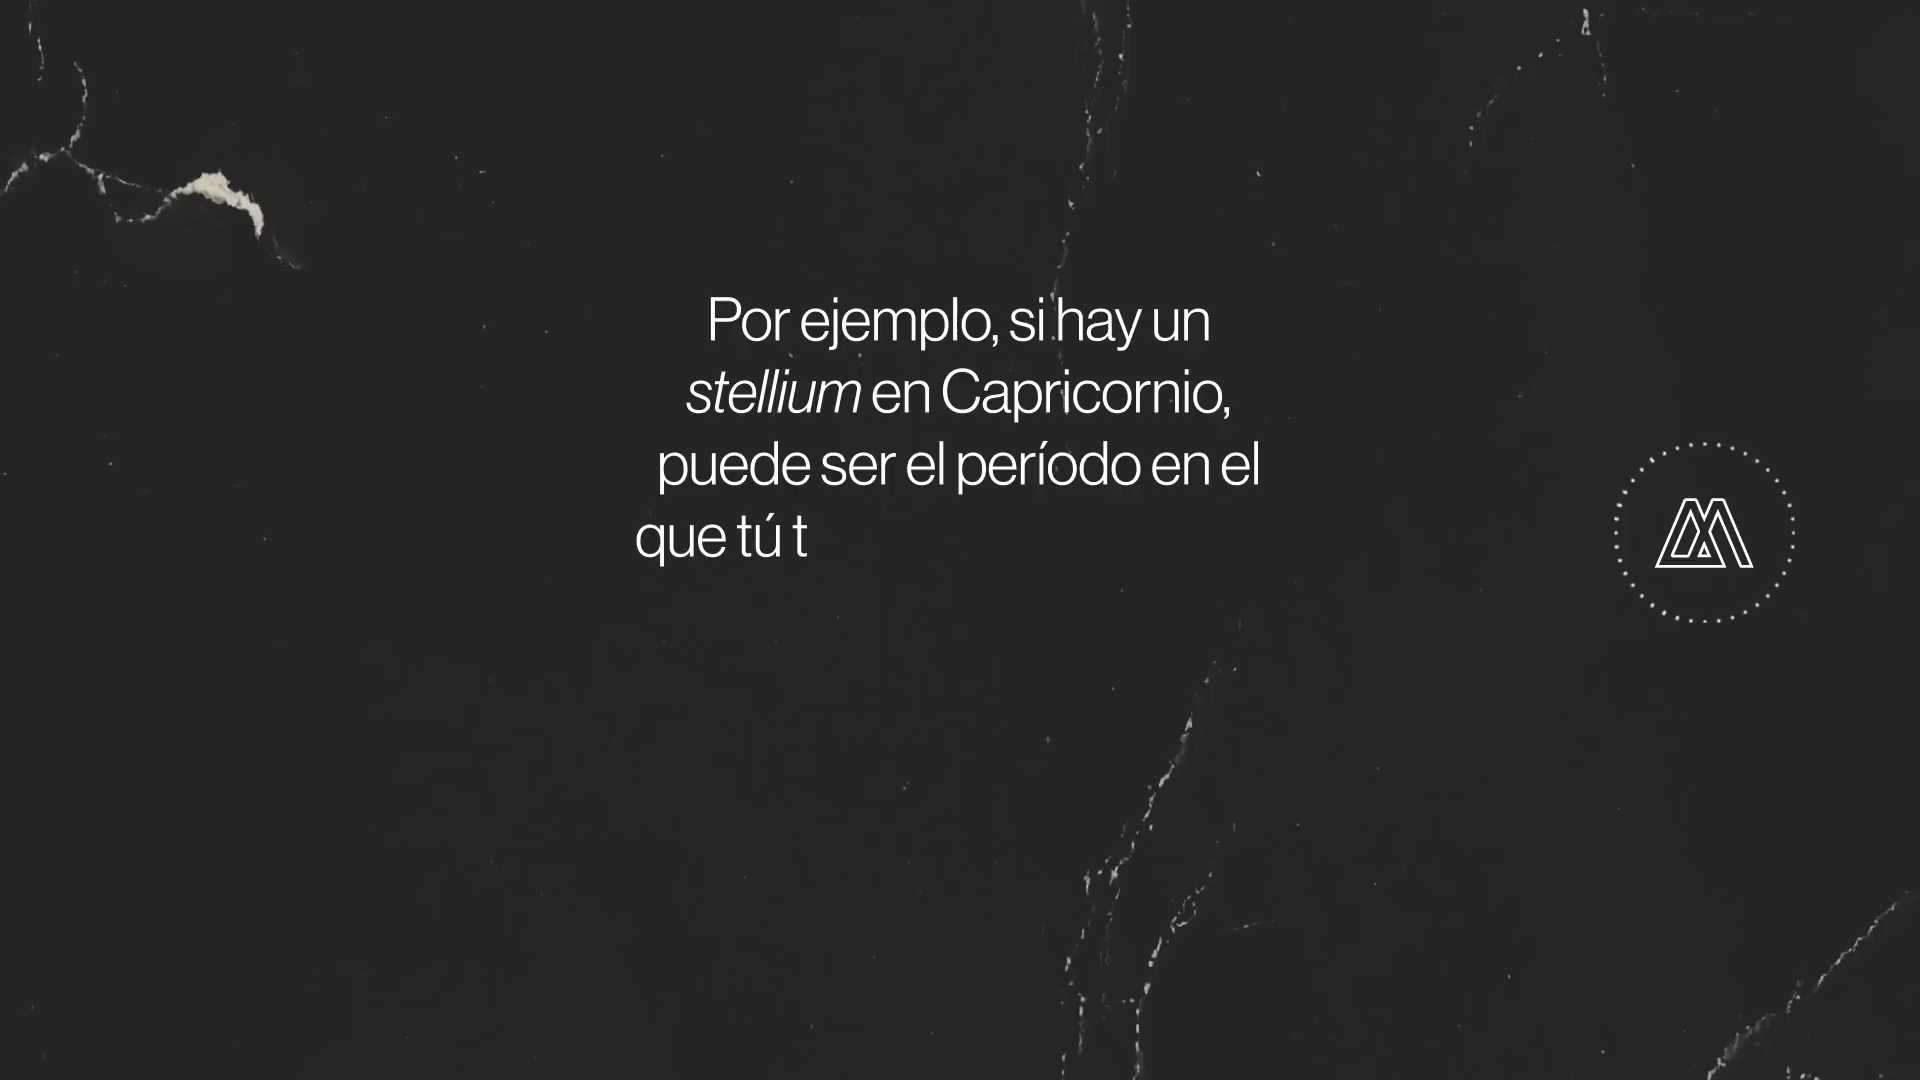 Por ejemplo, si hay un
stellium en Capricornio,
puede ser el período en el
que tú t